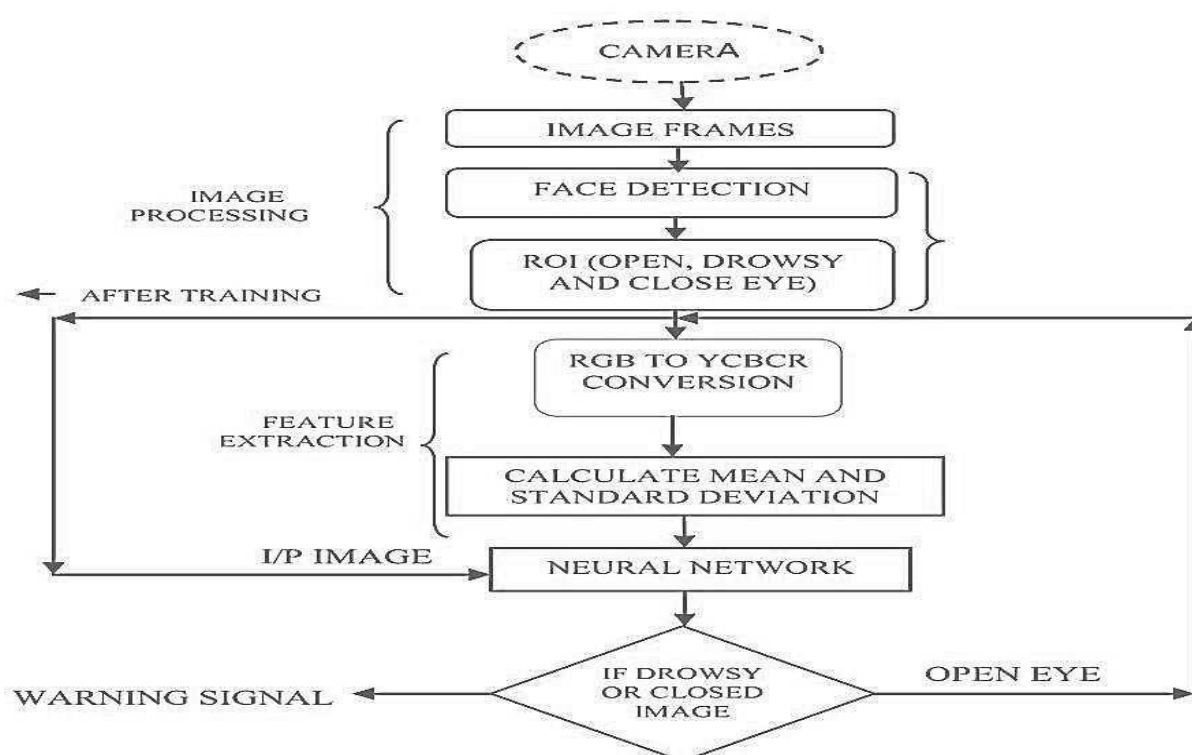 CAMERA
IMAGE FRAMES
FACE DETECTION
IMAGE
PROCESSING
ROI (OPEN, DROWSY
AND CLOSE EYE)
AFTER TRAINING
RGB TO YCBCR
CONVERSION
FEATURE
EXTRACTION
CALCULATE MEAN AND
STANDARD DEVIATION
I/P IMAGE
NEURAL NETWORK
IF DROWSY
OR CLOSED
IMAGE
OPEN EYE
WARNING SIGNAL